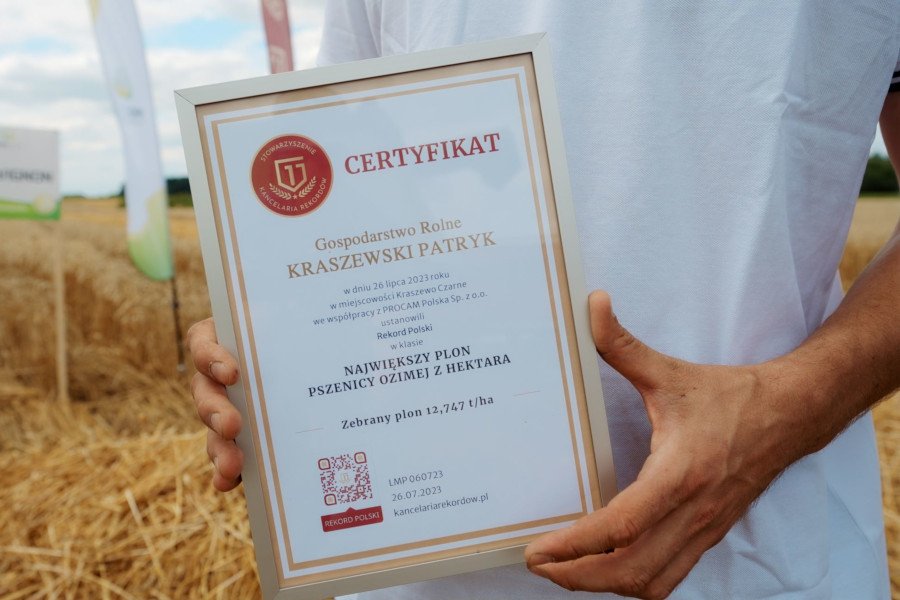 STOWARZYSZENIE
KANCELARIA REKORDÓW
CERTYFIKAT
Gospodarstwo Rolne
KRASZEWSKI PATRYK
w dniu 26 lipca 2023 roku
w miejscowości Kraszewo Czarne
we współpracy z PROCAM Polska Sp. z o.o.
ustanowili
Rekord Polski
w klasie
NAJWIĘKSZY PLON
PSZENICY OZIMEJ Z HEKTARA
Zebrany plon 12,747 t/ha
LMP 060723
26.07.2023
kancelariarekordow.pl
REKORD POLSKI